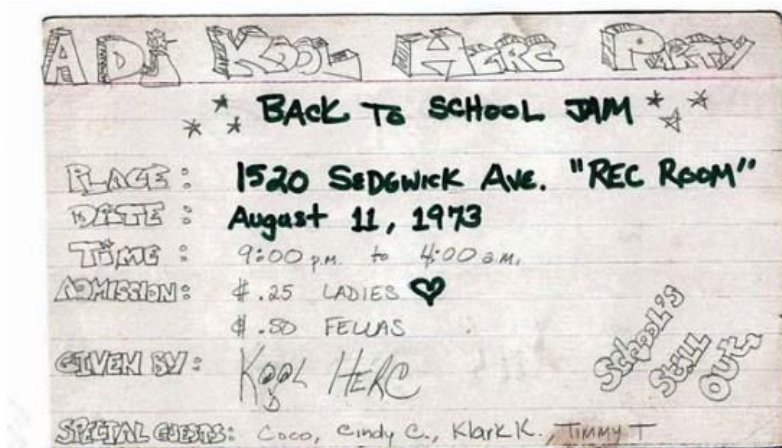 A DJ KOOL HERC PARTY
BACK TO SCHOOL JAM
PLACE: 1520 SEDGWICK AVE. "REC ROOM"
DATE: August 11, 1973
TIME: 9:00 p.m. to 4:00 a.m.
ADMISSION: $.25 LADIES ♥
$.50 FELLAS
GIVEN BY: KOOL HERC
SCHOOL'S STILL OUT
SPECIAL GUESTS: Coco, Cindy C., Klark K., TIMMY T